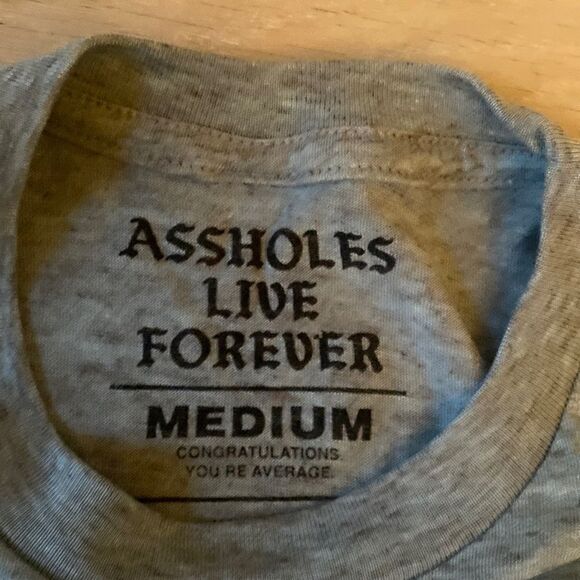 ASSHOLES
LIVE
FOREVER
MEDIUM
CONGRATULATIONS.
YOU RE AVERAGE.